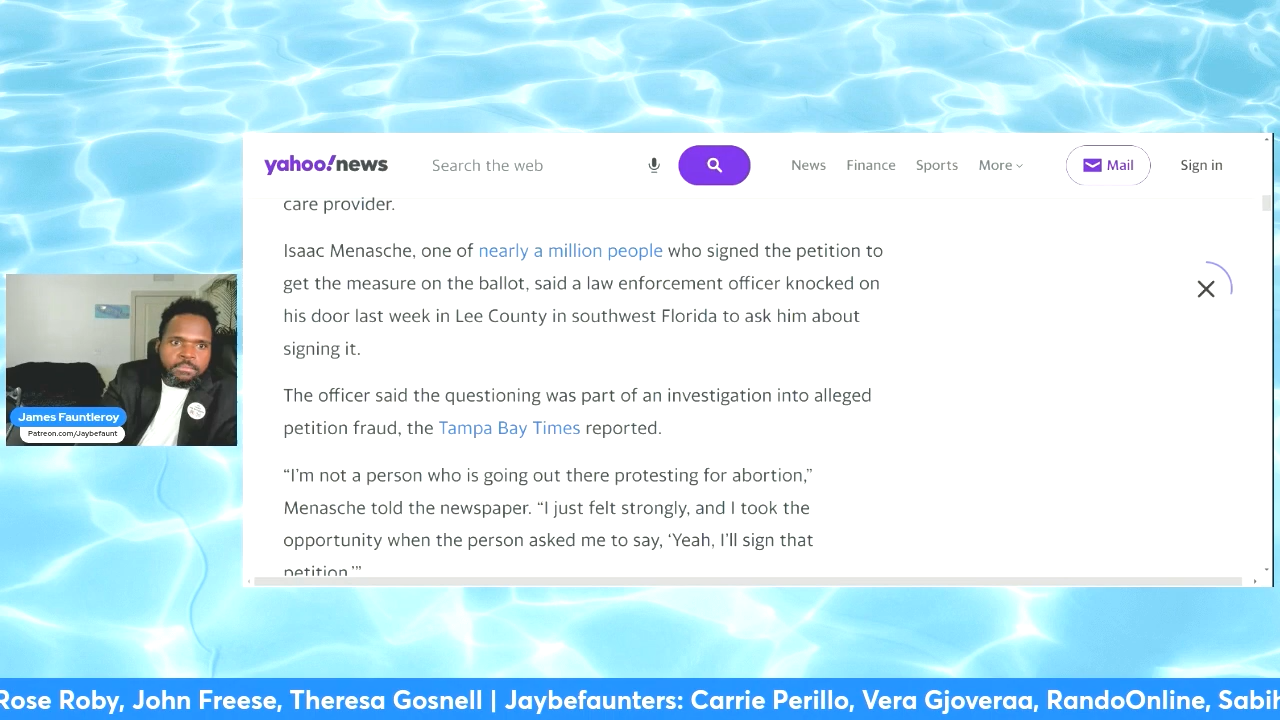 yahoo!news
Search the web
News
Finance
Sports
More
Mail
Sign in
care provider.
Isaac Menasche, one of nearly a million people who signed the petition to
get the measure on the ballot, said a law enforcement officer knocked on
his door last week in Lee County in southwest Florida to ask him about
signing it.
The officer said the questioning was part of an investigation into alleged
petition fraud, the Tampa Bay Times reported.
“I’m not a person who is going out there protesting for abortion,”
Menasche told the newspaper. “I just felt strongly, and I took the
opportunity when the person asked me to say, ‘Yeah, I’ll sign that
petition.’”
James Fauntleroy
Patreon.com/Jaybefaunt
Rose Roby, John Freese, Theresa Gosnell | Jaybefaunters: Carrie Perillo, Vera Gjoveraa, RandoOnline, Sabih